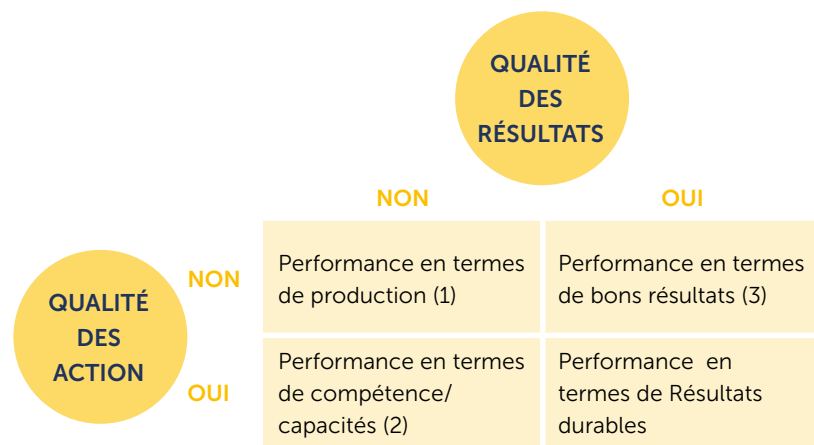 QUALITÉ
DES
RÉSULTATS
NON
OUI
QUALITÉ
DES
ACTION
NON
Performance en termes
de production (1)
Performance en termes
de bons résultats (3)
OUI
Performance en termes
de compétence/
capacités (2)
Performance en
termes de Résultats
durables